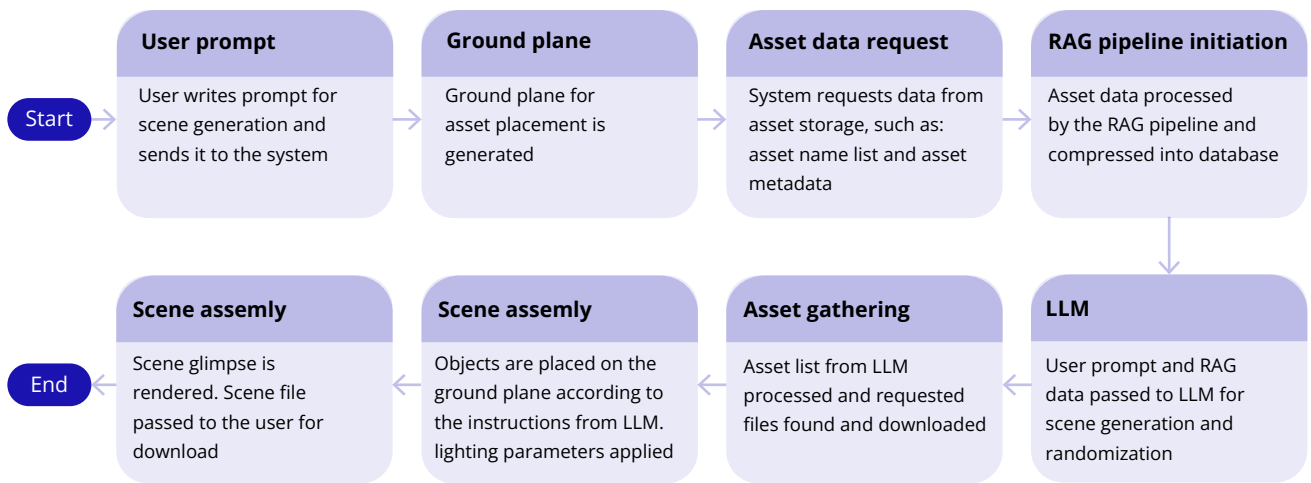 Start
User prompt
User writes prompt for
scene generation and
sends it to the system
Ground plane
Ground plane for
asset placement is
generated
Asset data request
System requests data from
asset storage, such as:
asset name list and asset
metadata
RAG pipeline initiation
Asset data processed
by the RAG pipeline and
compressed into database
LLM
User prompt and RAG
data passed to LLM for
scene generation and
randomization
Asset gathering
Asset list from LLM
processed and requested
files found and downloaded
Scene assemly
Objects are placed on the
ground plane according to
the instructions from LLM.
lighting parameters applied
Scene assemly
Scene glimpse is
rendered. Scene file
passed to the user for
download
End